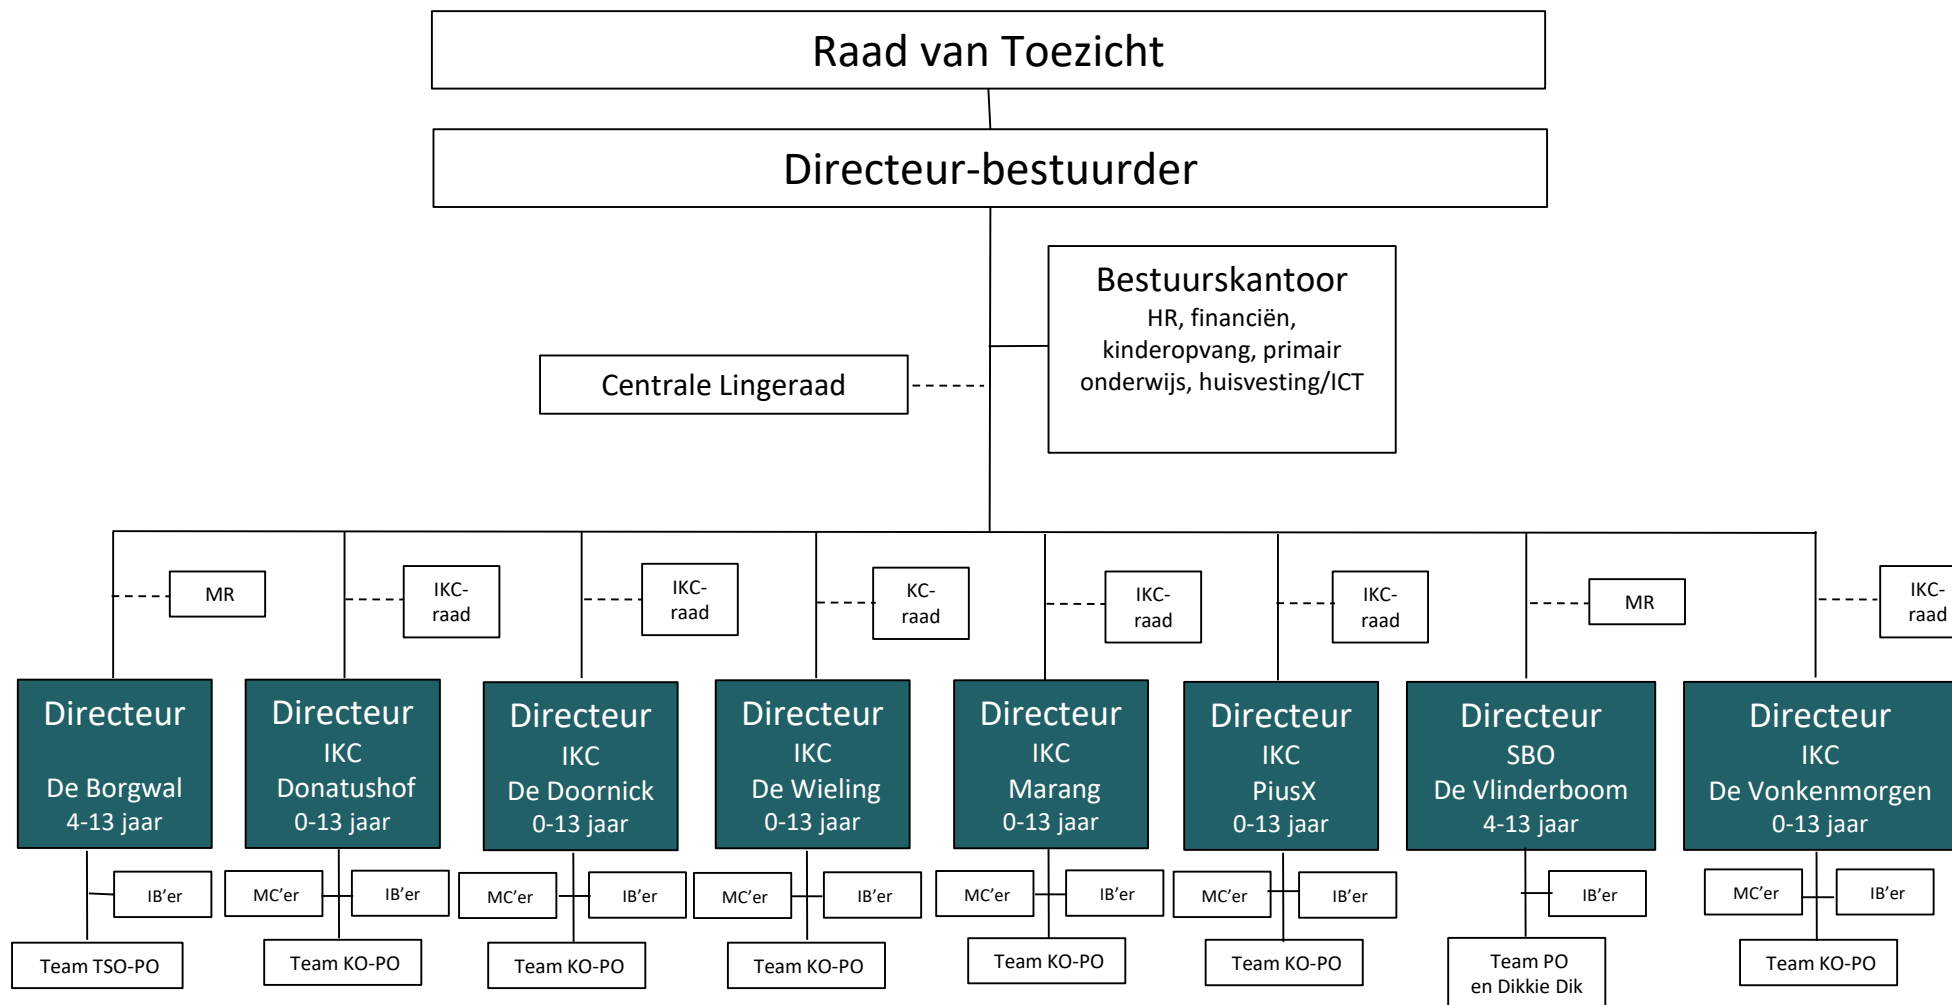 Raad van Toezicht
Directeur-bestuurder
Bestuurskantoor
HR, financiën,
kinderopvang, primair
onderwijs, huisvesting/ICT
Centrale Lingeraad
MR
IKC-
raad
IKC-
raad
KC-
raad
IKC-
raad
IKC-
raad
MR
IKC-
raad
Directeur
De Borgwal
4-13 jaar
Directeur
IKC
Donatushof
0-13 jaar
Directeur
IKC
De Doornick
0-13 jaar
Directeur
IKC
De Wieling
0-13 jaar
Directeur
IKC
Marang
0-13 jaar
Directeur
IKC
PiusX
0-13 jaar
Directeur
SBO
De Vlinderboom
4-13 jaar
Directeur
IKC
De Vonkenmorgen
0-13 jaar
IB’er
MC’er
IB’er
MC’er
IB’er
MC’er
IB’er
MC’er
IB’er
MC’er
IB’er
IB’er
MC’er
IB’er
Team TSO-PO
Team KO-PO
Team KO-PO
Team KO-PO
Team KO-PO
Team KO-PO
Team PO
en Dikkie Dik
Team KO-PO